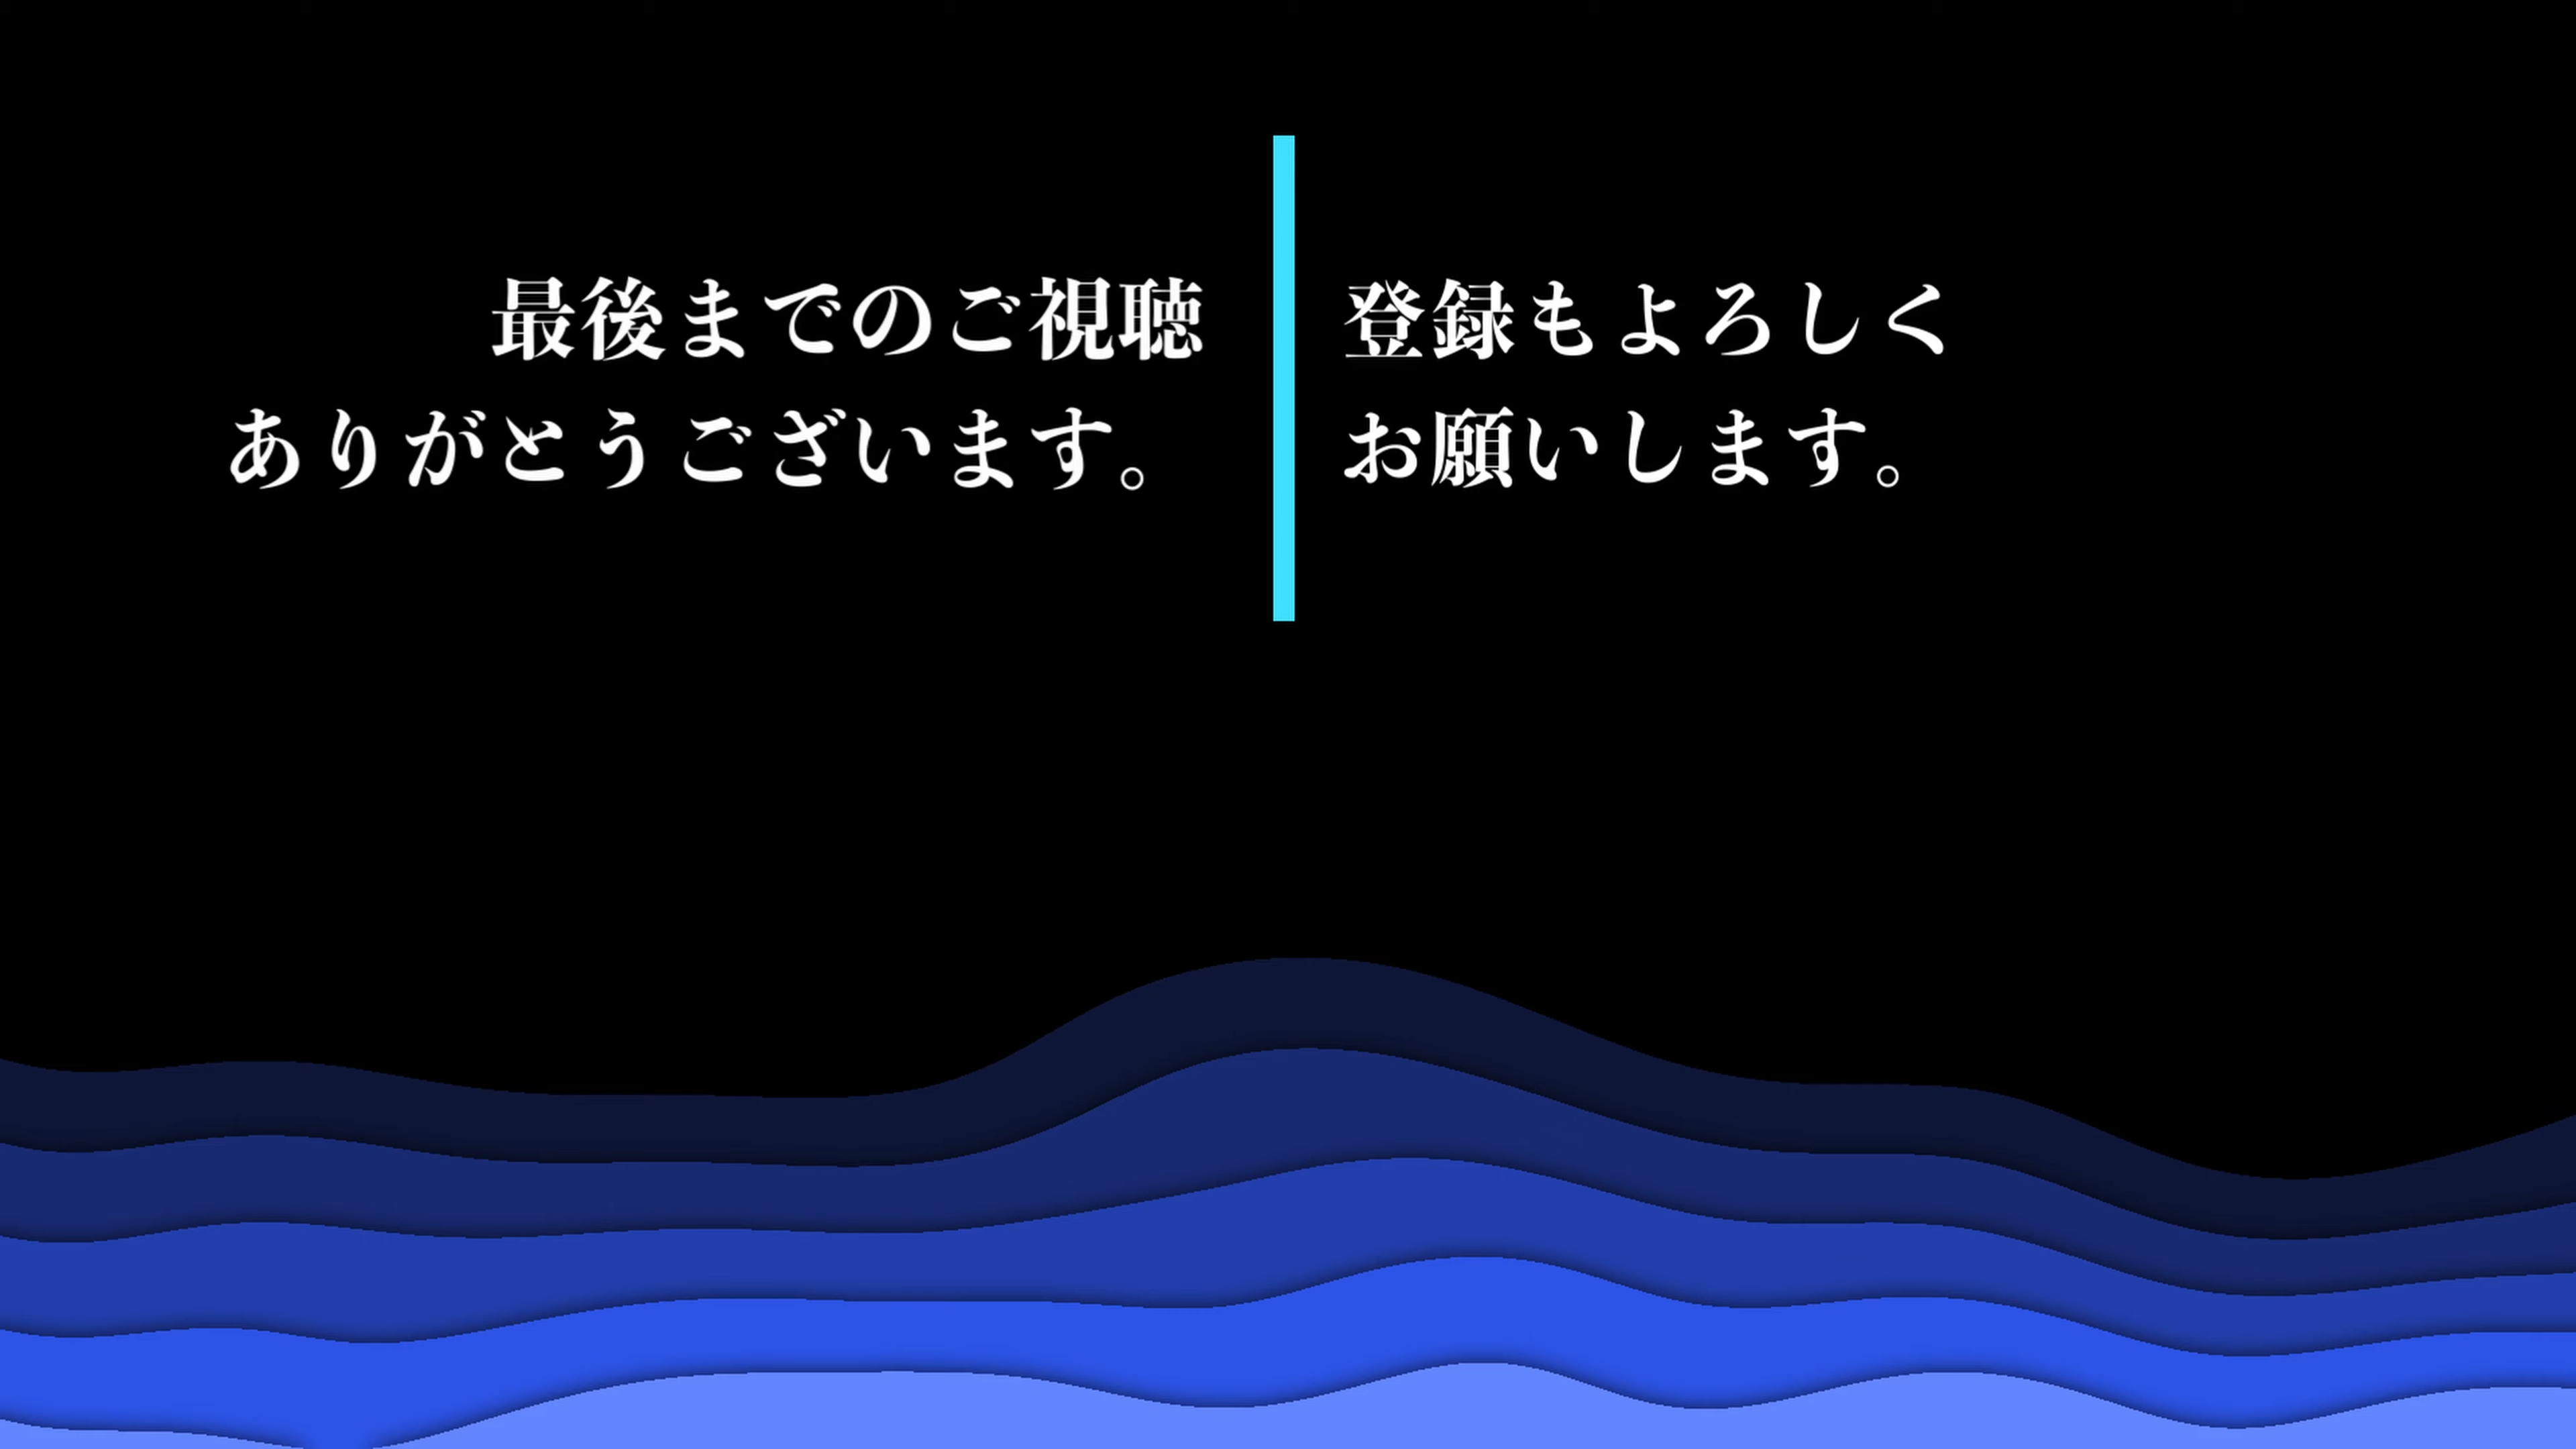 最後までのご視聴
ありがとうございます。
登録もよろしく
お願いします。